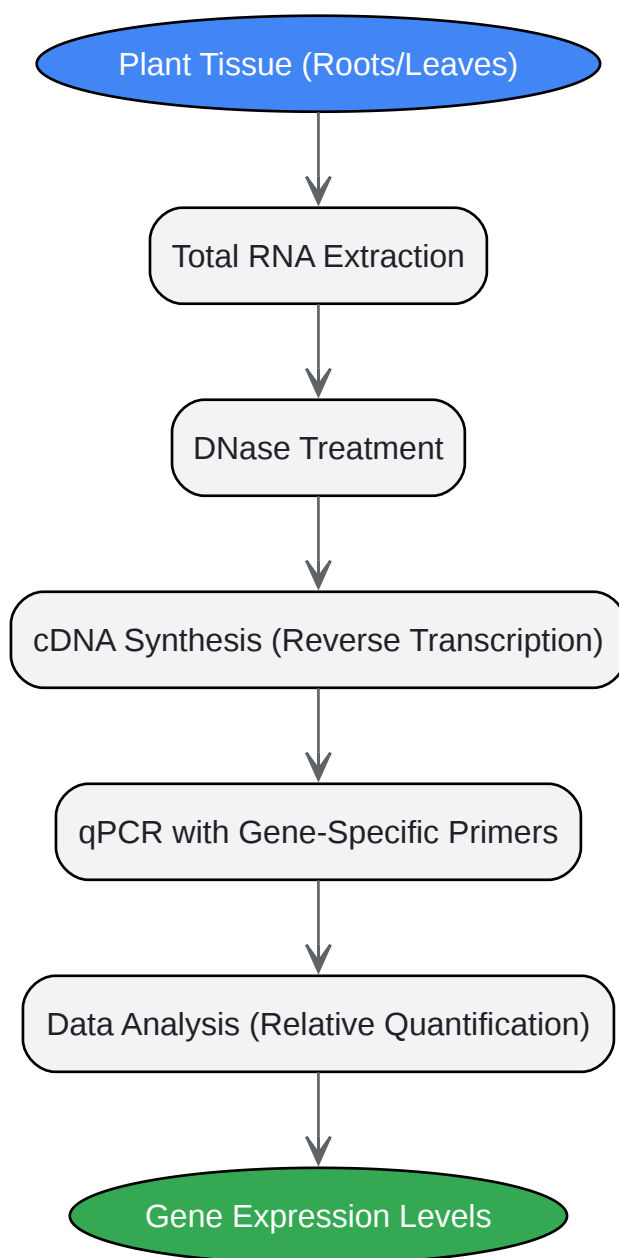 Plant Tissue (Roots/Leaves)
Total RNA Extraction
DNase Treatment
cDNA Synthesis (Reverse Transcription)
qPCR with Gene-Specific Primers
Data Analysis (Relative Quantification)
Gene Expression Levels